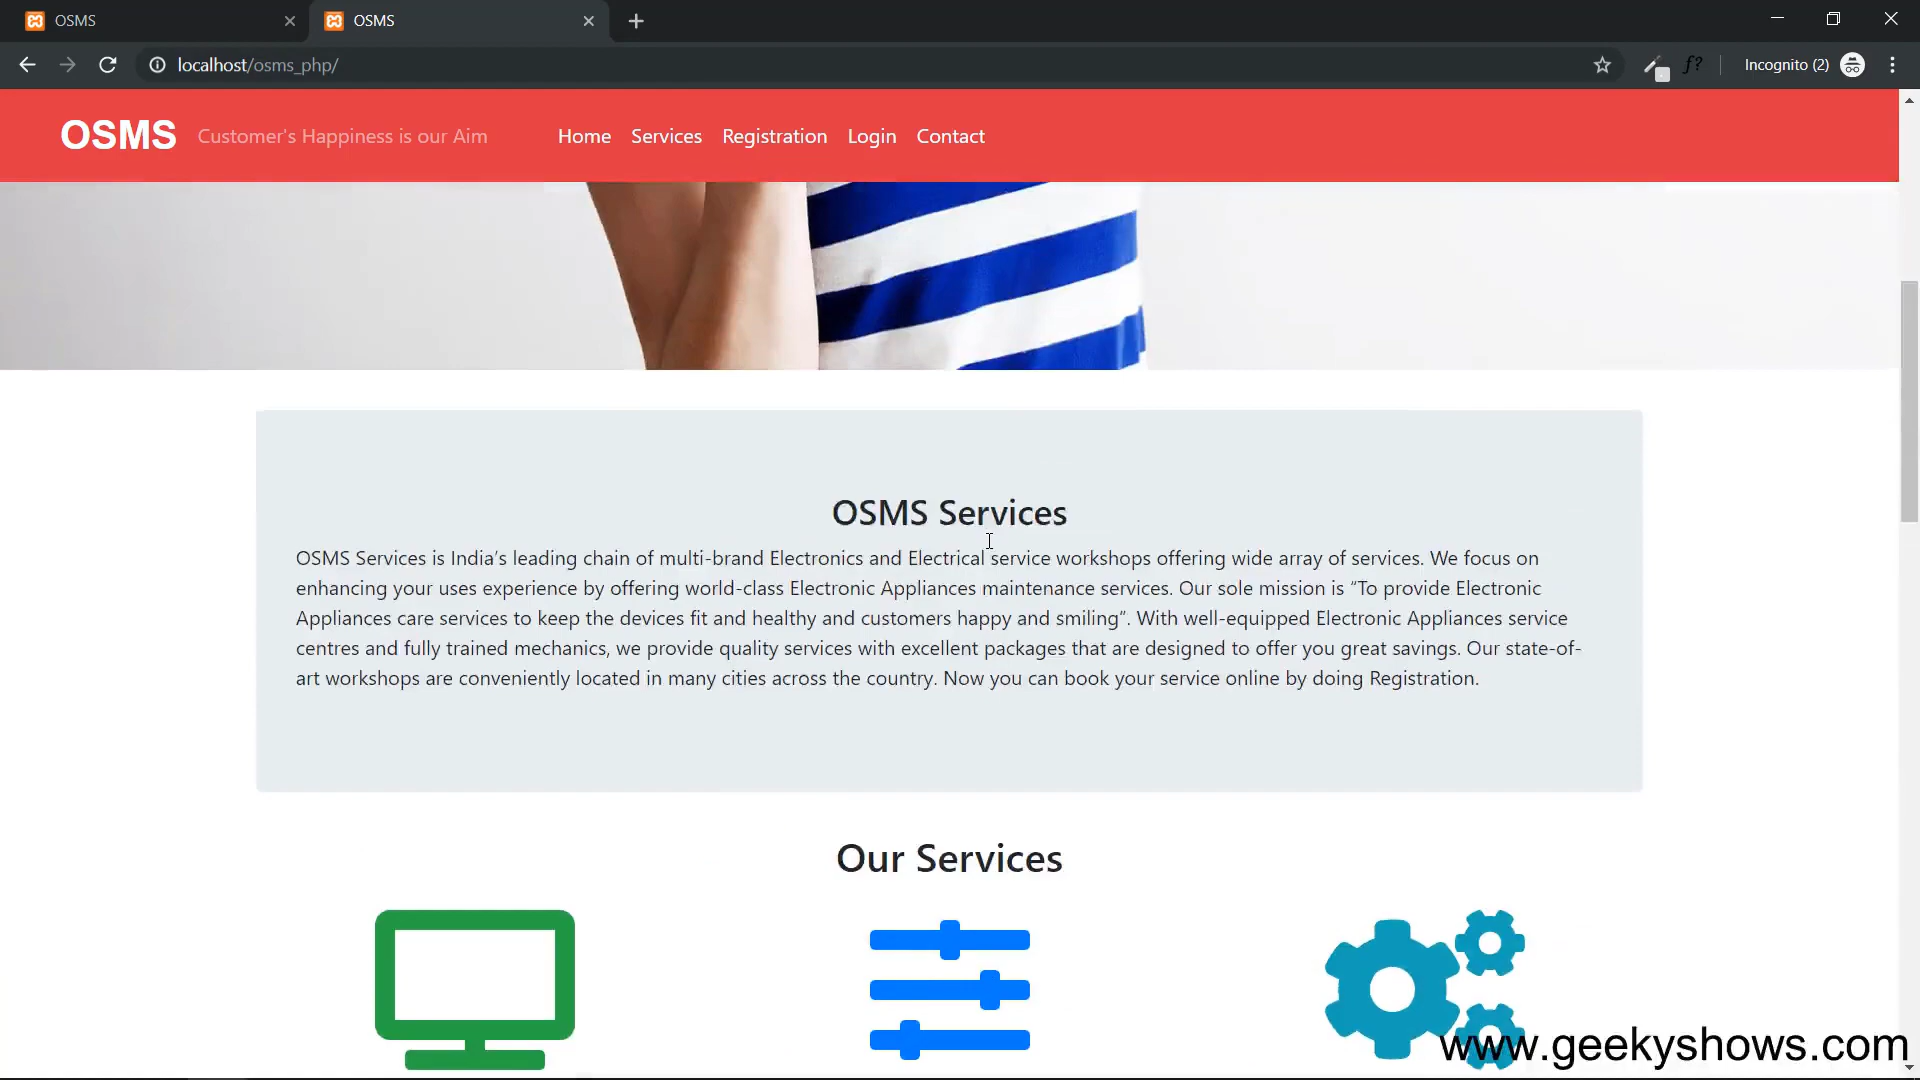 OSMS
OSMS
localhost/osms_php/
f?
Incognito (2)
OSMS Customer's Happiness is our Aim Home Services Registration Login Contact
OSMS Services
OSMS Services is India’s leading chain of multi-brand Electronics and Electrical service workshops offering wide array of services. We focus on
enhancing your uses experience by offering world-class Electronic Appliances maintenance services. Our sole mission is “To provide Electronic
Appliances care services to keep the devices fit and healthy and customers happy and smiling”. With well-equipped Electronic Appliances service
centres and fully trained mechanics, we provide quality services with excellent packages that are designed to offer you great savings. Our state-of-
art workshops are conveniently located in many cities across the country. Now you can book your service online by doing Registration.
Our Services
www.geekyshows.com